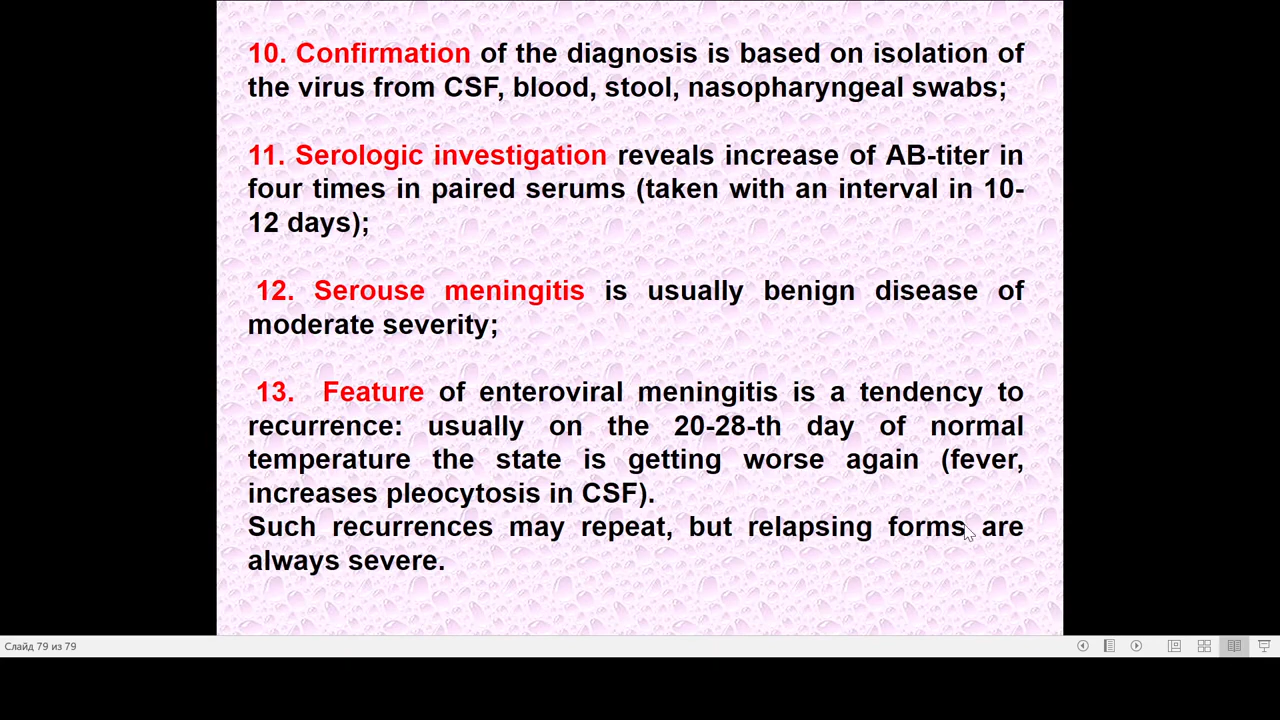 10. Confirmation of the diagnosis is based on isolation of
the virus from CSF, blood, stool, nasopharyngeal swabs;
11. Serologic investigation reveals increase of AB-titer in
four times in paired serums (taken with an interval in 10-
12 days);
12. Serouse meningitis is usually benign disease of
moderate severity;
13. Feature of enteroviral meningitis is a tendency to
recurrence: usually on the 20-28-th day of normal
temperature the state is getting worse again (fever,
increases pleocytosis in CSF).
Such recurrences may repeat, but relapsing forms are
always severe.
Слайд 79 из 79